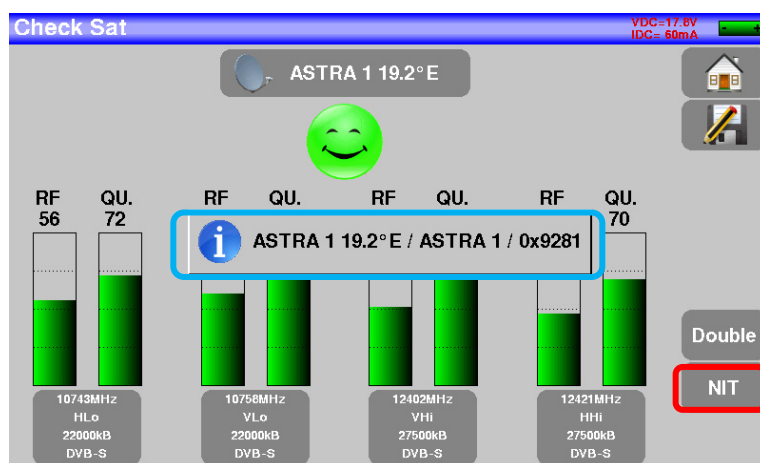 Check Sat
VDC=17.8V
IDC= 60mA
- +
ASTRA 1 19.2°E
RF QU. RF QU. RF QU. RF QU.
56 72 70
i ASTRA 1 19.2°E / ASTRA 1 / 0x9281
Double
NIT
10743MHz
HLo
22000kB
DVB-S
10758MHz
VLo
22000kB
DVB-S
12402MHz
VHi
27500kB
DVB-S
12421MHz
HHi
27500kB
DVB-S